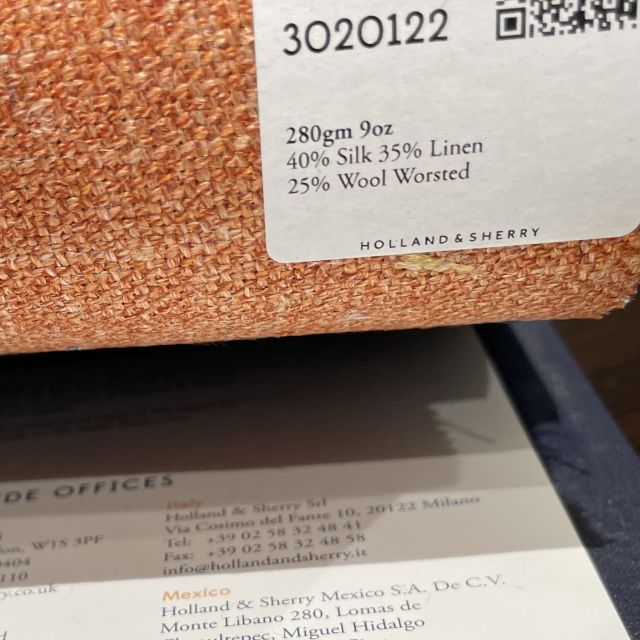 3020122
280gm 9oz
40% Silk 35% Linen
25% Wool Worsted
HOLLAND & SHERRY
DE OFFICES
W1S 3PF
Italy
Holland & Sherry Srl
Via Cosimo del Fante 10, 20122 Milano
Tel: +39 02 58 32 48 41
Fax: +39 02 58 32 48 58
info@hollandandsherry.it
Mexico
Holland & Sherry Mexico S.A. De C.V.
Monte Libano 280, Lomas de
Miguel Hidalgo